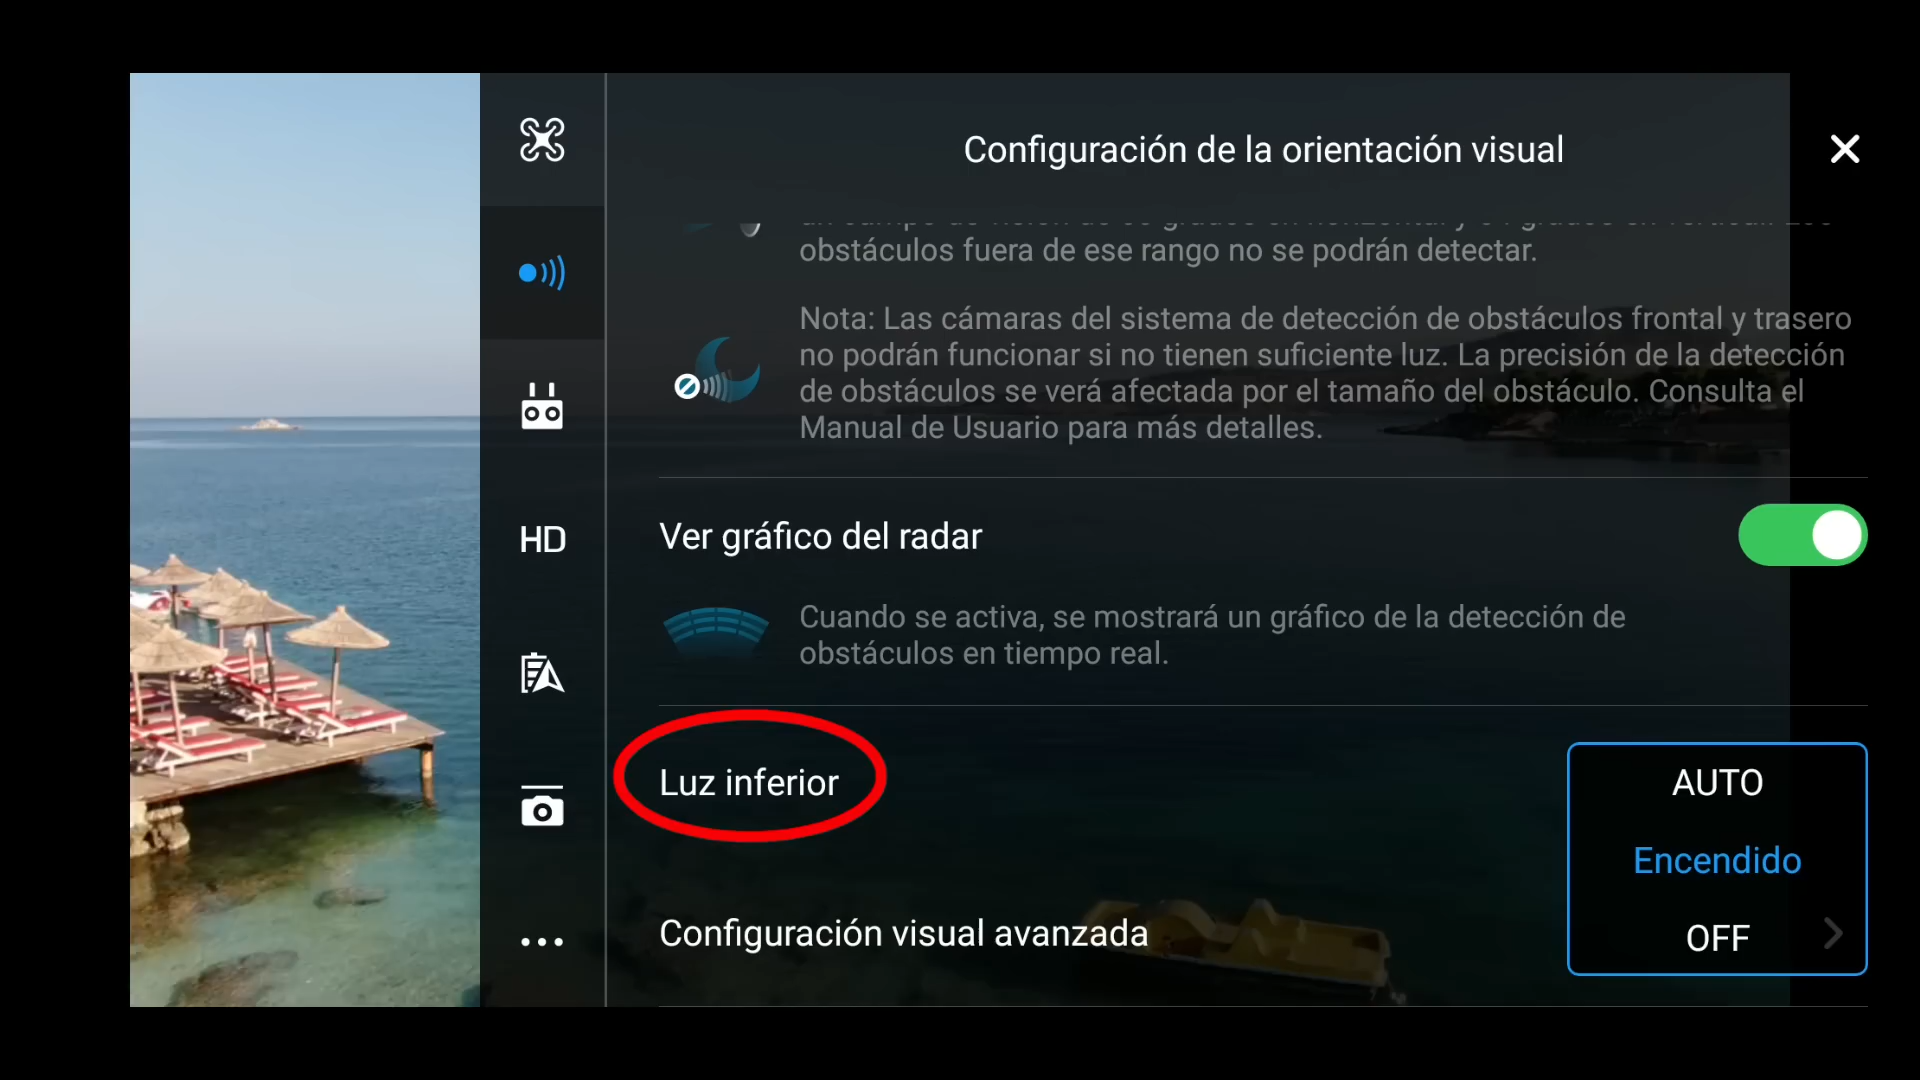 Configuración de la orientación visual
obstáculos fuera de ese rango no se podrán detectar.
Nota: Las cámaras del sistema de detección de obstáculos frontal y trasero
no podrán funcionar si no tienen suficiente luz. La precisión de la detección
de obstáculos se verá afectada por el tamaño del obstáculo. Consulta el
Manual de Usuario para más detalles.
HD
Ver gráfico del radar
Cuando se activa, se mostrará un gráfico de la detección de
obstáculos en tiempo real.
Luz inferior
AUTO
Encendido
OFF
Configuración visual avanzada